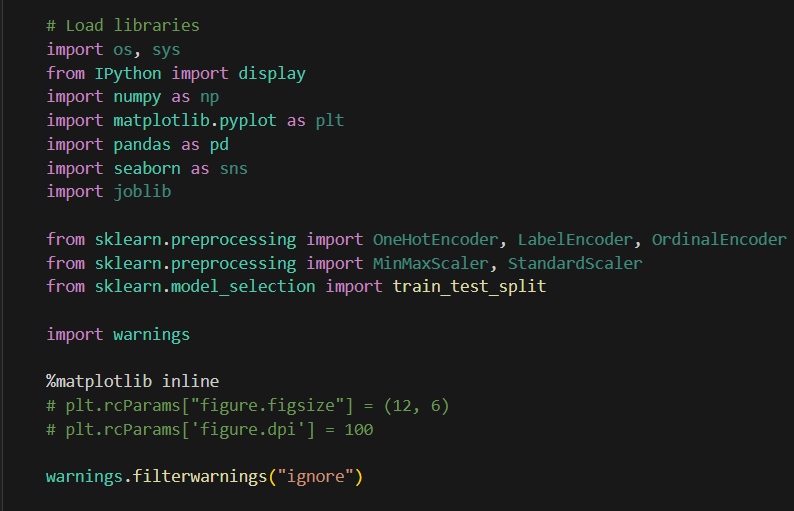 # Load libraries
import os, sys
from IPython import display
import numpy as np
import matplotlib.pyplot as plt
import pandas as pd
import seaborn as sns
import joblib
from sklearn.preprocessing import OneHotEncoder, LabelEncoder, OrdinalEncoder
from sklearn.preprocessing import MinMaxScaler, StandardScaler
from sklearn.model_selection import train_test_split
import warnings
%matplotlib inline
# plt.rcParams["figure.figsize"] = (12, 6)
# plt.rcParams['figure.dpi'] = 100
warnings.filterwarnings("ignore")